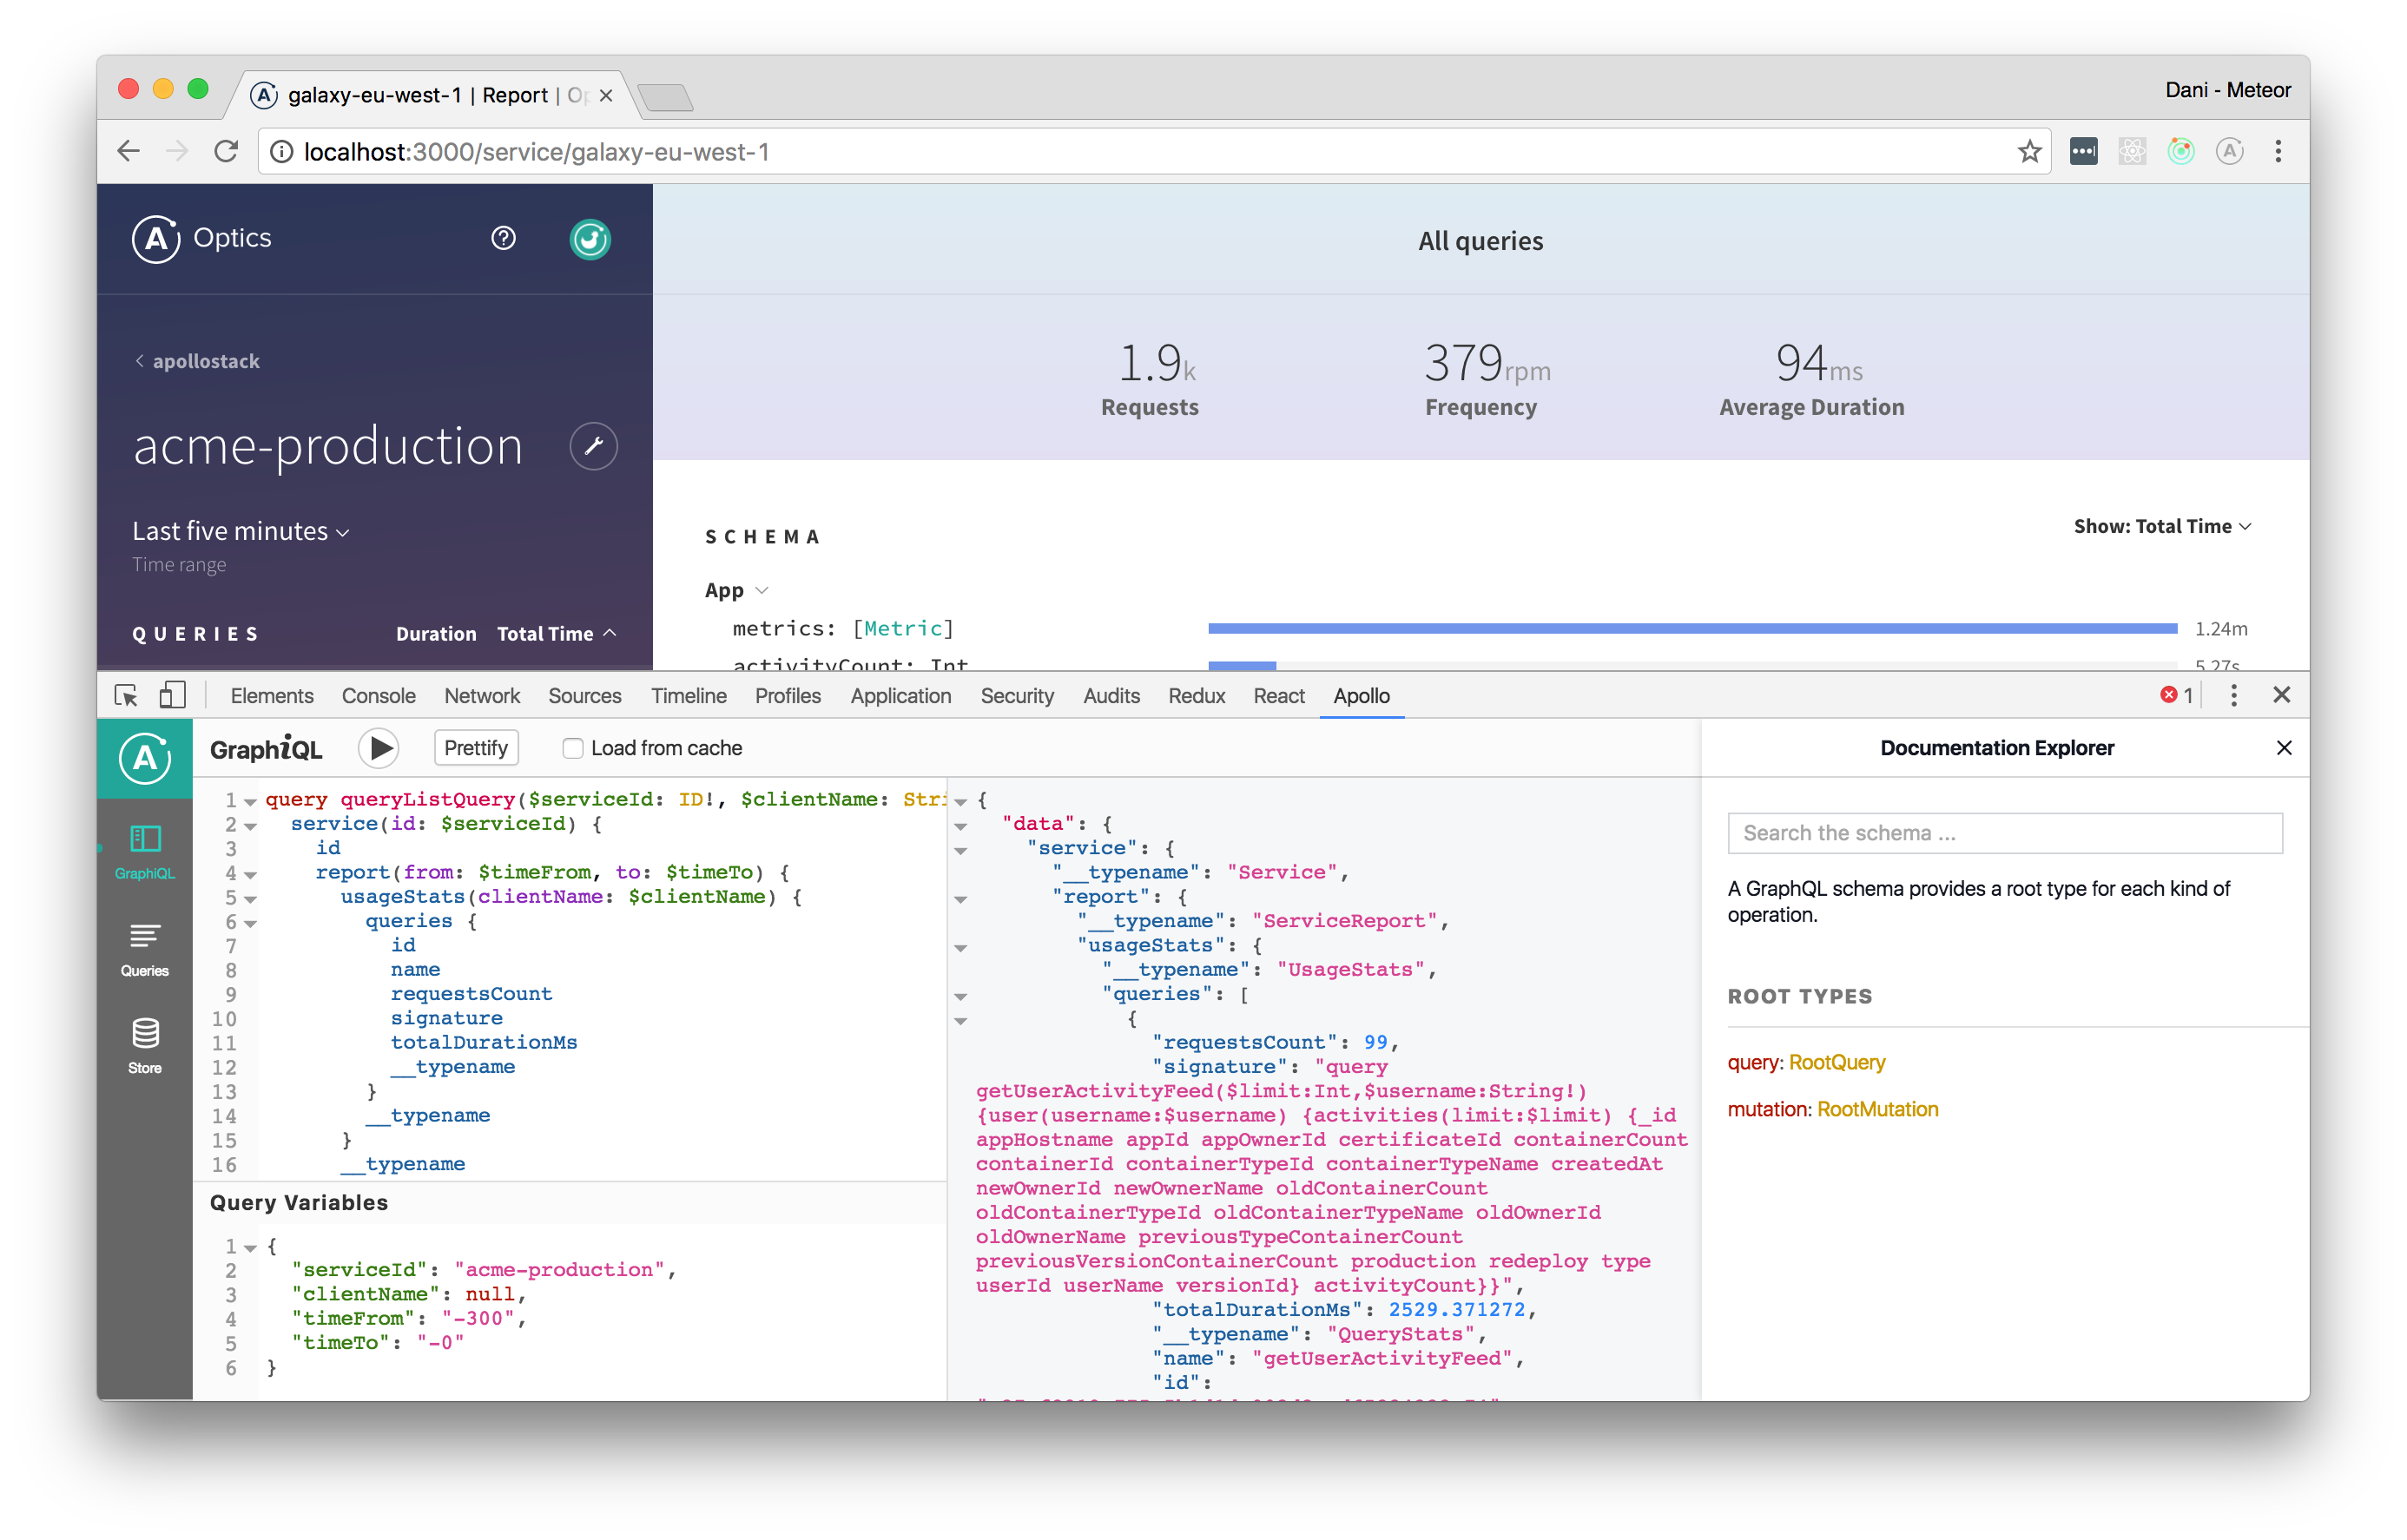 galaxy-eu-west-1 | Report | Op
Dani - Meteor
localhost:3000/service/galaxy-eu-west-1
Optics
apollostack
acme-production
Last five minutes
Time range
QUERIES Duration Total Time
All queries
1.9k 379rpm 94ms
Requests Frequency Average Duration
SCHEMA Show: Total Time
App
metrics: [Metric] 1.24m
activityCount: Int 5.27s
Elements Console Network Sources Timeline Profiles Application Security Audits Redux React Apollo 1
GraphiQL
Queries
Store
GraphiQL Prettify Load from cache
1 query queryListQuery($serviceId: ID!, $clientName: Stri
2 service(id: $serviceId) {
3 id
4 report(from: $timeFrom, to: $timeTo) {
5 usageStats(clientName: $clientName) {
6 queries {
7 id
8 name
9 requestsCount
10 signature
11 totalDurationMs
12 __typename
13 }
14 __typename
15 }
16 __typename
Query Variables
1 {
2 "serviceId": "acme-production",
3 "clientName": null,
4 "timeFrom": "-300",
5 "timeTo": "-0"
6 }
{
"data": {
"service": {
"__typename": "Service",
"report": {
"__typename": "ServiceReport",
"usageStats": {
"__typename": "UsageStats",
"queries": [
{
"requestsCount": 99,
"signature": "query
getUserActivityFeed($limit:Int,$username:String!)
{user(username:$username) {activities(limit:$limit) {_id
appHostname appId appOwnerId certificateId containerCount
containerId containerTypeId containerTypeName createdAt
newOwnerId newOwnerName oldContainerCount
oldContainerTypeId oldContainerTypeName oldOwnerId
oldOwnerName previousTypeContainerCount
previousVersionContainerCount production redeploy type
userId userName versionId} activityCount}}",
"totalDurationMs": 2529.371272,
"__typename": "QueryStats",
"name": "getUserActivityFeed",
"id":
Documentation Explorer
Search the schema ...
A GraphQL schema provides a root type for each kind of
operation.
ROOT TYPES
query: RootQuery
mutation: RootMutation